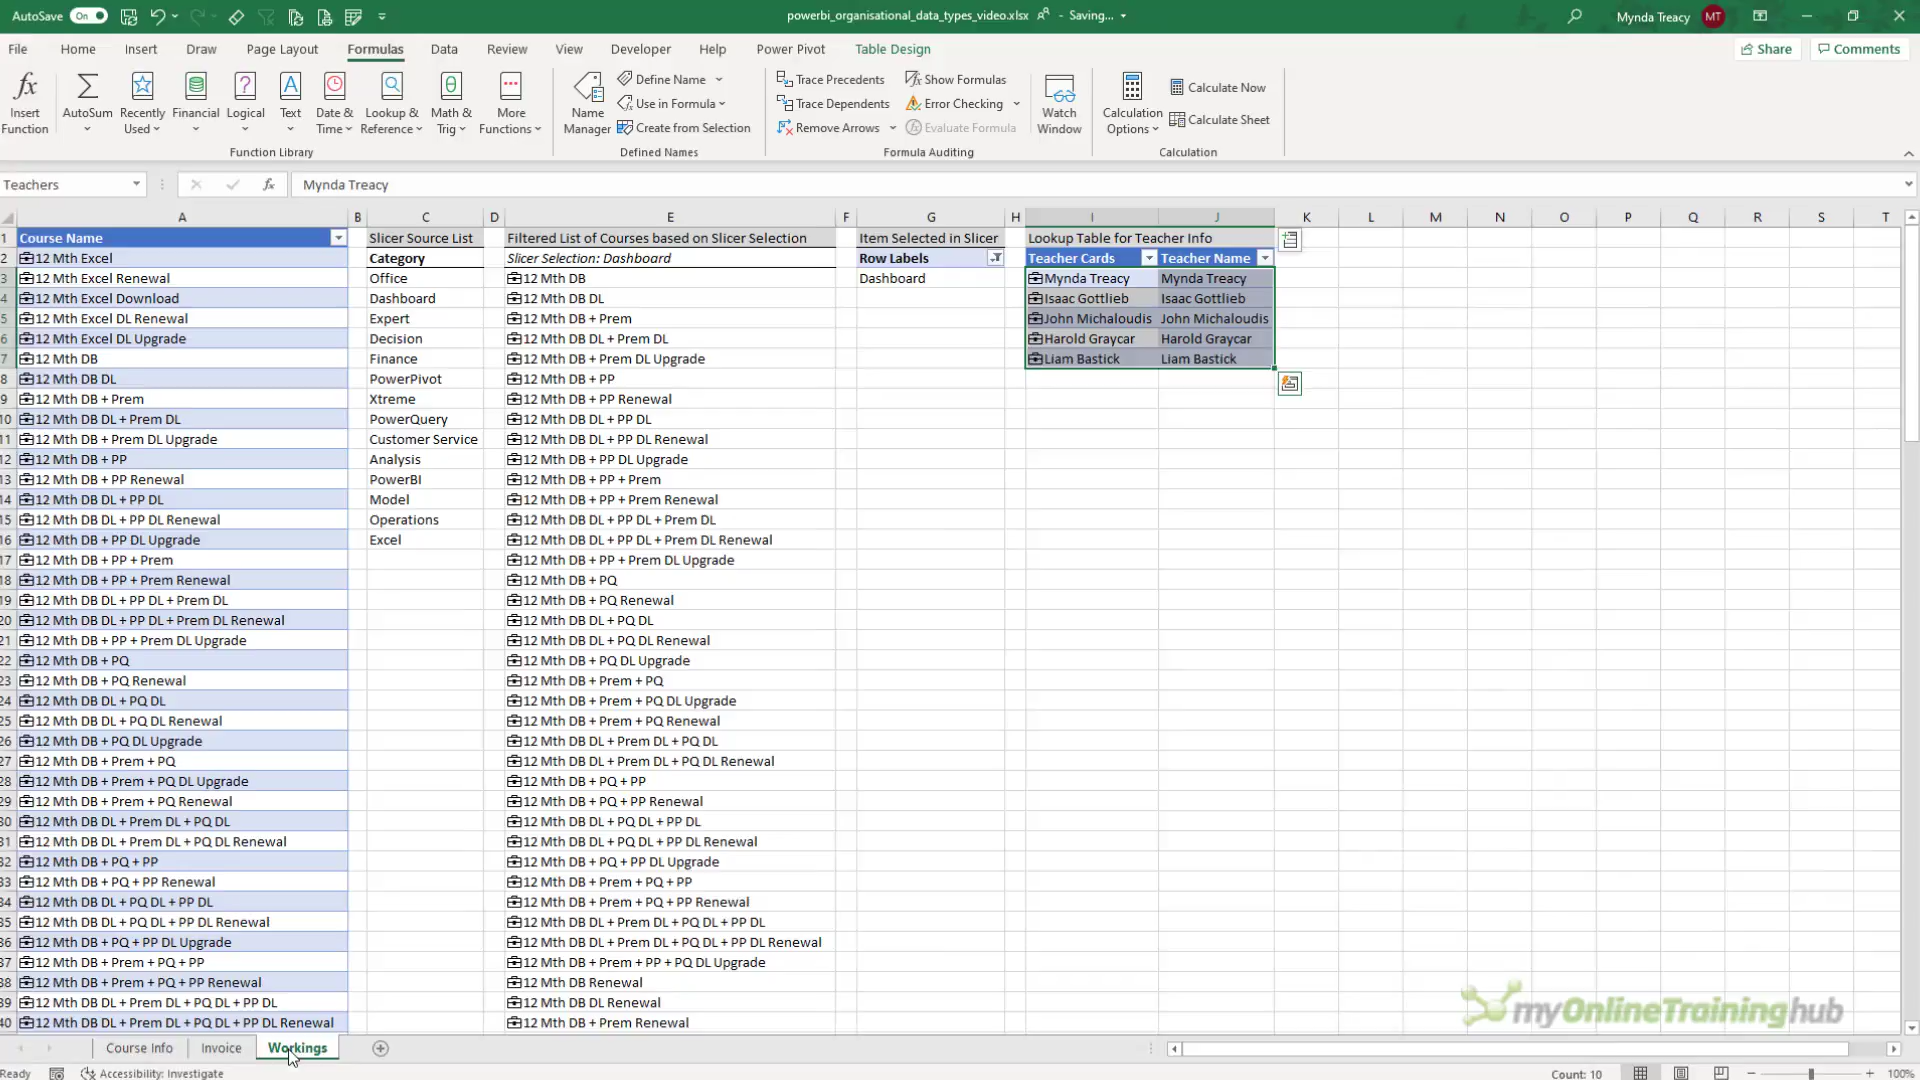 AutoSave On
powerbi_organisational_data_types_video.xlsx - Saving...
Mynda Treacy MT
File Home Insert Draw Page Layout Formulas Data Review View Developer Help Power Pivot Table Design
Share Comments
Insert Function
AutoSum
Recently Used
Financial
Logical
Text
Date & Time
Lookup & Reference
Math & Trig
More Functions
Function Library
Name Manager
Define Name
Use in Formula
Create from Selection
Defined Names
Trace Precedents
Trace Dependents
Remove Arrows
Show Formulas
Error Checking
Evaluate Formula
Formula Auditing
Watch Window
Calculation Options
Calculate Now
Calculate Sheet
Calculation
Teachers fx Mynda Treacy
A B C D E F G H I J K L M N O P Q R S T
1 Course Name Slicer Source List Filtered List of Courses based on Slicer Selection Item Selected in Slicer Lookup Table for Teacher Info
2 12 Mth Excel Category Slicer Selection: Dashboard Row Labels Teacher Cards Teacher Name
3 12 Mth Excel Renewal Office 12 Mth DB Dashboard Mynda Treacy Mynda Treacy
4 12 Mth Excel Download Dashboard 12 Mth DB DL Isaac Gottlieb Isaac Gottlieb
5 12 Mth Excel DL Renewal Expert 12 Mth DB + Prem John Michaloudis John Michaloudis
6 12 Mth Excel DL Upgrade Decision 12 Mth DB DL + Prem DL Harold Graycar Harold Graycar
7 12 Mth DB Finance 12 Mth DB + Prem DL Upgrade Liam Bastick Liam Bastick
8 12 Mth DB DL PowerPivot 12 Mth DB + PP
9 12 Mth DB + Prem Xtreme 12 Mth DB + PP Renewal
10 12 Mth DB DL + Prem DL PowerQuery 12 Mth DB DL + PP DL
11 12 Mth DB + Prem DL Upgrade Customer Service 12 Mth DB DL + PP DL Renewal
12 12 Mth DB + PP Analysis 12 Mth DB + PP DL Upgrade
13 12 Mth DB + PP Renewal PowerBI 12 Mth DB + PP + Prem
14 12 Mth DB DL + PP DL Model 12 Mth DB + PP + Prem Renewal
15 12 Mth DB DL + PP DL Renewal Operations 12 Mth DB DL + PP DL + Prem DL
16 12 Mth DB + PP DL Upgrade Excel 12 Mth DB DL + PP DL + Prem DL Renewal
17 12 Mth DB + PP + Prem 12 Mth DB + PP + Prem DL Upgrade
18 12 Mth DB + PP + Prem Renewal 12 Mth DB + PQ
19 12 Mth DB DL + PP DL + Prem DL 12 Mth DB + PQ Renewal
20 12 Mth DB DL + PP DL + Prem DL Renewal 12 Mth DB DL + PQ DL
21 12 Mth DB + PP + Prem DL Upgrade 12 Mth DB DL + PQ DL Renewal
22 12 Mth DB + PQ 12 Mth DB + PQ DL Upgrade
23 12 Mth DB + PQ Renewal 12 Mth DB + Prem + PQ
24 12 Mth DB DL + PQ DL 12 Mth DB + Prem + PQ DL Upgrade
25 12 Mth DB DL + PQ DL Renewal 12 Mth DB + Prem + PQ Renewal
26 12 Mth DB + PQ DL Upgrade 12 Mth DB DL + Prem DL + PQ DL
27 12 Mth DB + Prem + PQ 12 Mth DB DL + Prem DL + PQ DL Renewal
28 12 Mth DB + Prem + PQ DL Upgrade 12 Mth DB + PQ + PP
29 12 Mth DB + Prem + PQ Renewal 12 Mth DB + PQ + PP Renewal
30 12 Mth DB DL + Prem DL + PQ DL 12 Mth DB DL + PQ DL + PP DL
31 12 Mth DB DL + Prem DL + PQ DL Renewal 12 Mth DB DL + PQ DL + PP DL Renewal
32 12 Mth DB + PQ + PP 12 Mth DB + PQ + PP DL Upgrade
33 12 Mth DB + PQ + PP Renewal 12 Mth DB + Prem + PQ + PP
34 12 Mth DB DL + PQ DL + PP DL 12 Mth DB + Prem + PQ + PP Renewal
35 12 Mth DB DL + PQ DL + PP DL Renewal 12 Mth DB DL + Prem DL + PQ DL + PP DL
36 12 Mth DB + PQ + PP DL Upgrade 12 Mth DB DL + Prem DL + PQ DL + PP DL Renewal
37 12 Mth DB + Prem + PQ + PP 12 Mth DB + Prem + PP + PQ DL Upgrade
38 12 Mth DB + Prem + PQ + PP Renewal 12 Mth DB Renewal
39 12 Mth DB DL + Prem DL + PQ DL + PP DL 12 Mth DB DL Renewal
40 12 Mth DB DL + Prem DL + PQ DL + PP DL Renewal 12 Mth DB + Prem Renewal
myOnlineTraininghub
Course Info Invoice Workings
Ready Accessibility: Investigate Count: 10 100%